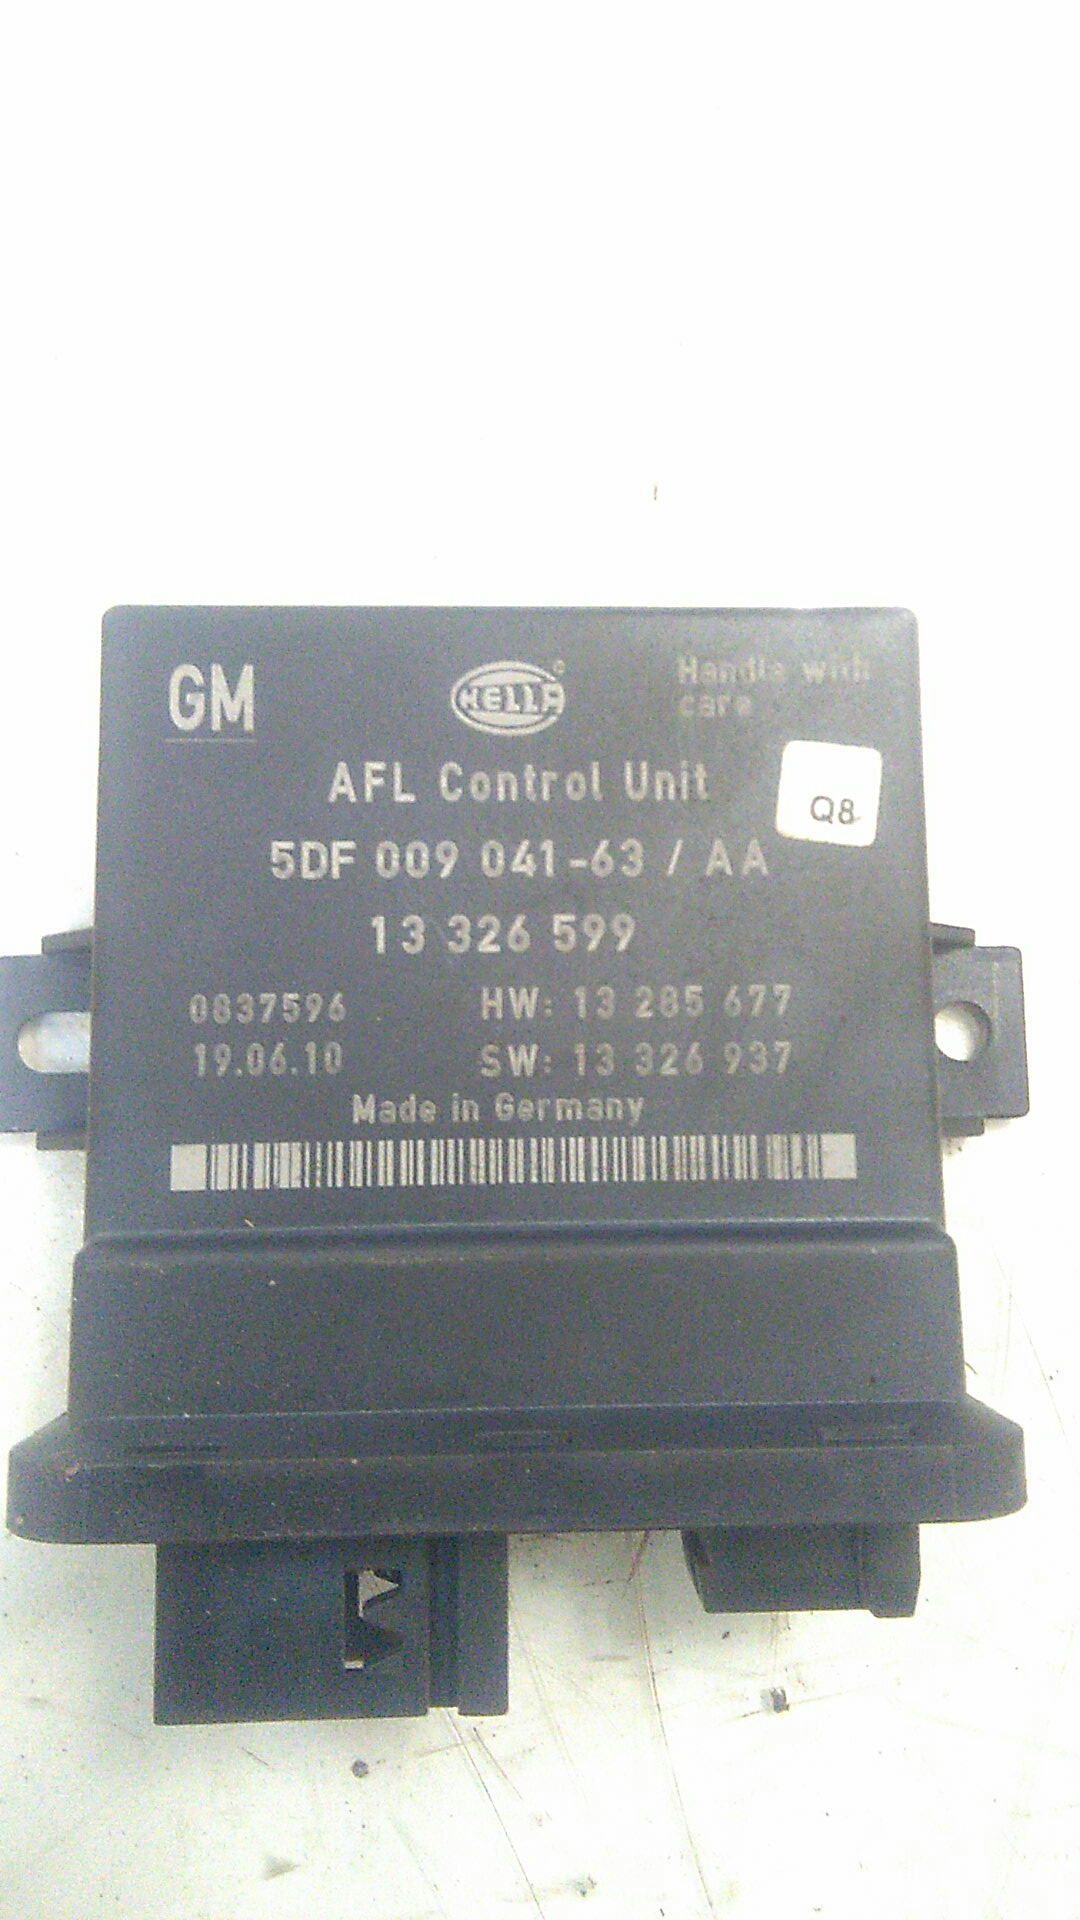 GM
HELLA
Handle with
care
AFL Control Unit
Q8
5DF 009 041-63 / AA
13 326 599
0837596 HW: 13 285 677
19.06.10 SW: 13 326 937
Made in Germany